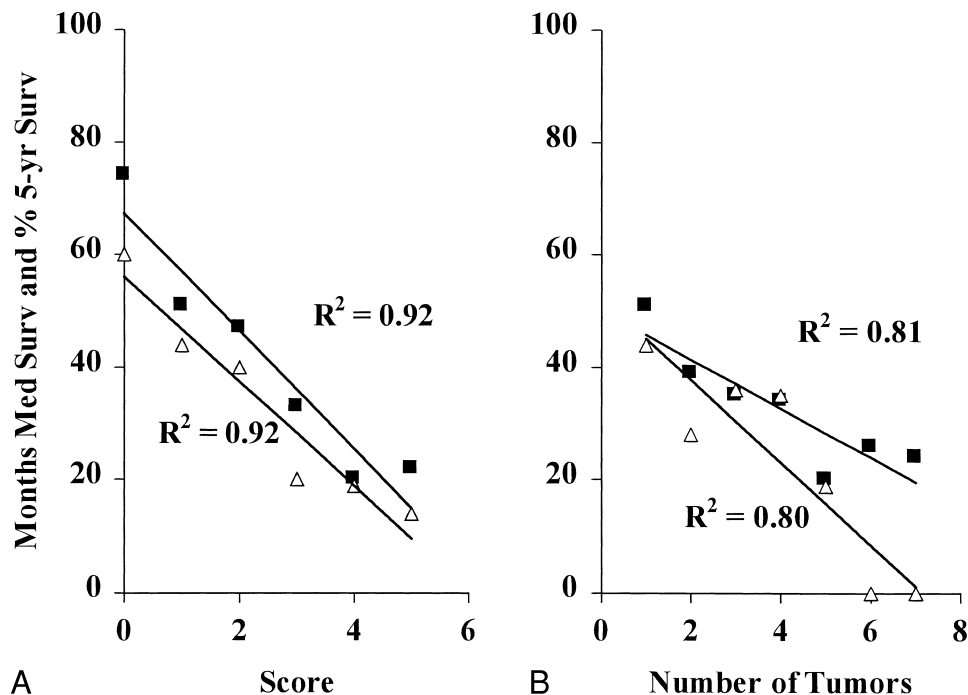 Months Med Surv and % 5-yr Surv
100
80
60
40
20
0
0 2 4 6
R² = 0.92
R² = 0.92
A
Score
100
80
60
40
20
0
0 2 4 6 8
R² = 0.81
R² = 0.80
B
Number of Tumors